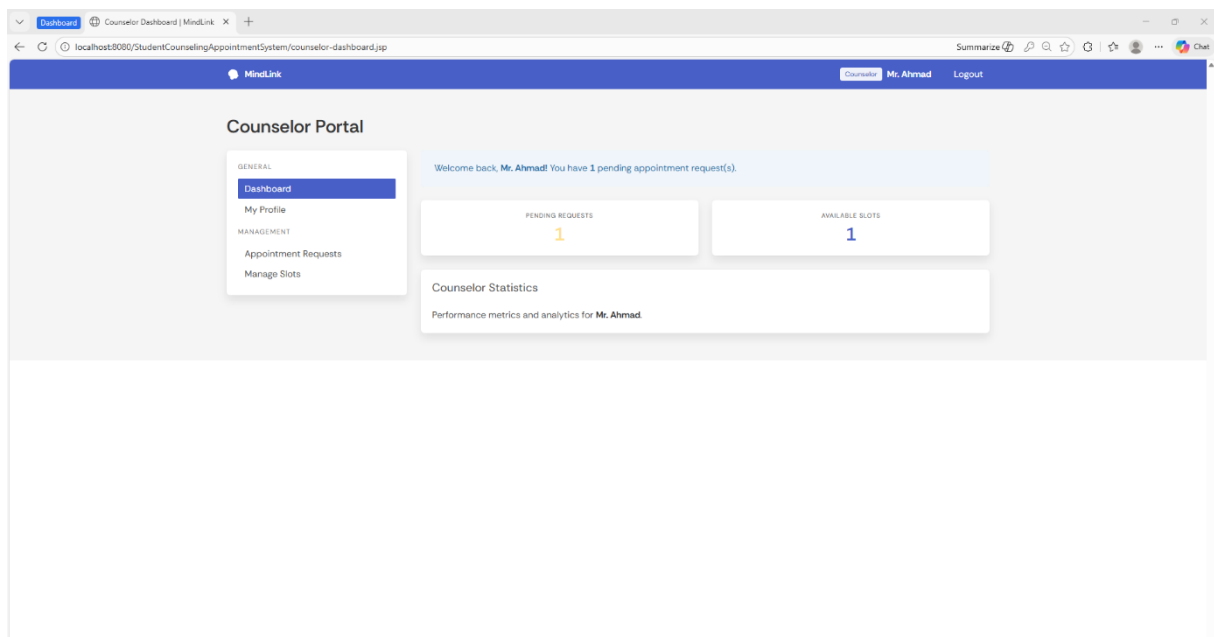 Dashboard
Counselor Dashboard | MindLink
localhost:8080/StudentCounselingAppointmentSystem/counselor-dashboard.jsp
Summarize
Chat
MindLink
Counselor Mr. Ahmad Logout
Counselor Portal
GENERAL
Dashboard
My Profile
MANAGEMENT
Appointment Requests
Manage Slots
Welcome back, Mr. Ahmad! You have 1 pending appointment request(s).
PENDING REQUESTS
1
AVAILABLE SLOTS
1
Counselor Statistics
Performance metrics and analytics for Mr. Ahmad.